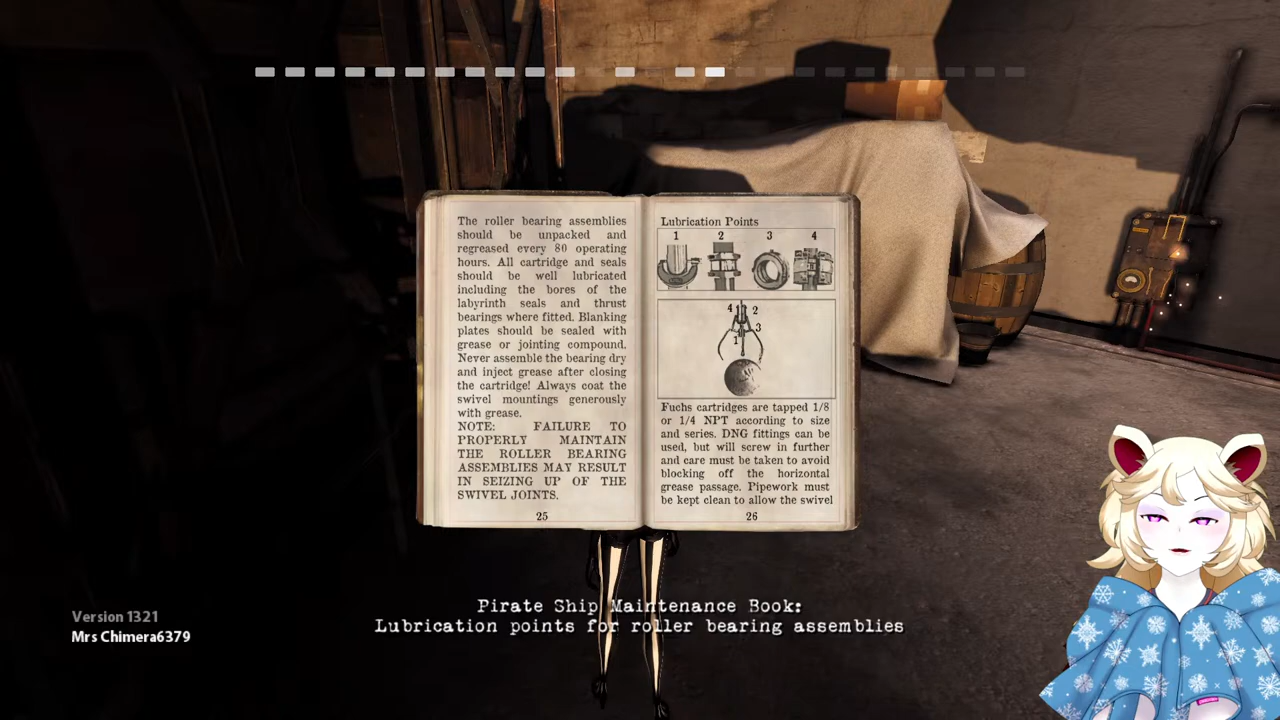 The roller bearing assemblies
should be unpacked and
regreased every 80 operating
hours. All cartridge and seals
should be well lubricated
including the bores of the
labyrinth seals and thrust
bearings where fitted. Blanking
plates should be sealed with
grease or jointing compound.
Never assemble the bearing dry
and inject grease after closing
the cartridge! Always coat the
swivel mountings generously
with grease.
NOTE: FAILURE TO
PROPERLY MAINTAIN
THE ROLLER BEARING
ASSEMBLIES MAY RESULT
IN SEIZING UP OF THE
SWIVEL JOINTS.
25
Lubrication Points
1 2 3 4
4 1 3 2
3
1
Fuchs cartridges are tapped 1/8
or 1/4 NPT according to size
and series. DNG fittings can be
used, but will screw in further
and care must be taken to avoid
blocking off the horizontal
grease passage. Pipework must
be kept clean to allow the swivel
26
Pirate Ship Maintenance Book:
Lubrication points for roller bearing assemblies
Version 1321
Mrs Chimera6379